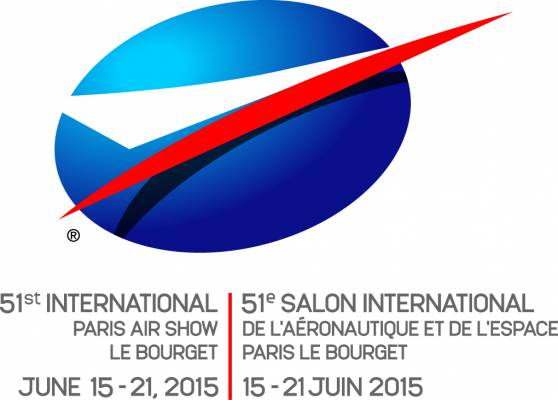 ®
51st INTERNATIONAL
PARIS AIR SHOW
LE BOURGET
JUNE 15 - 21, 2015
51e SALON INTERNATIONAL
DE L'AÉRONAUTIQUE ET DE L'ESPACE
PARIS LE BOURGET
15 - 21 JUIN 2015